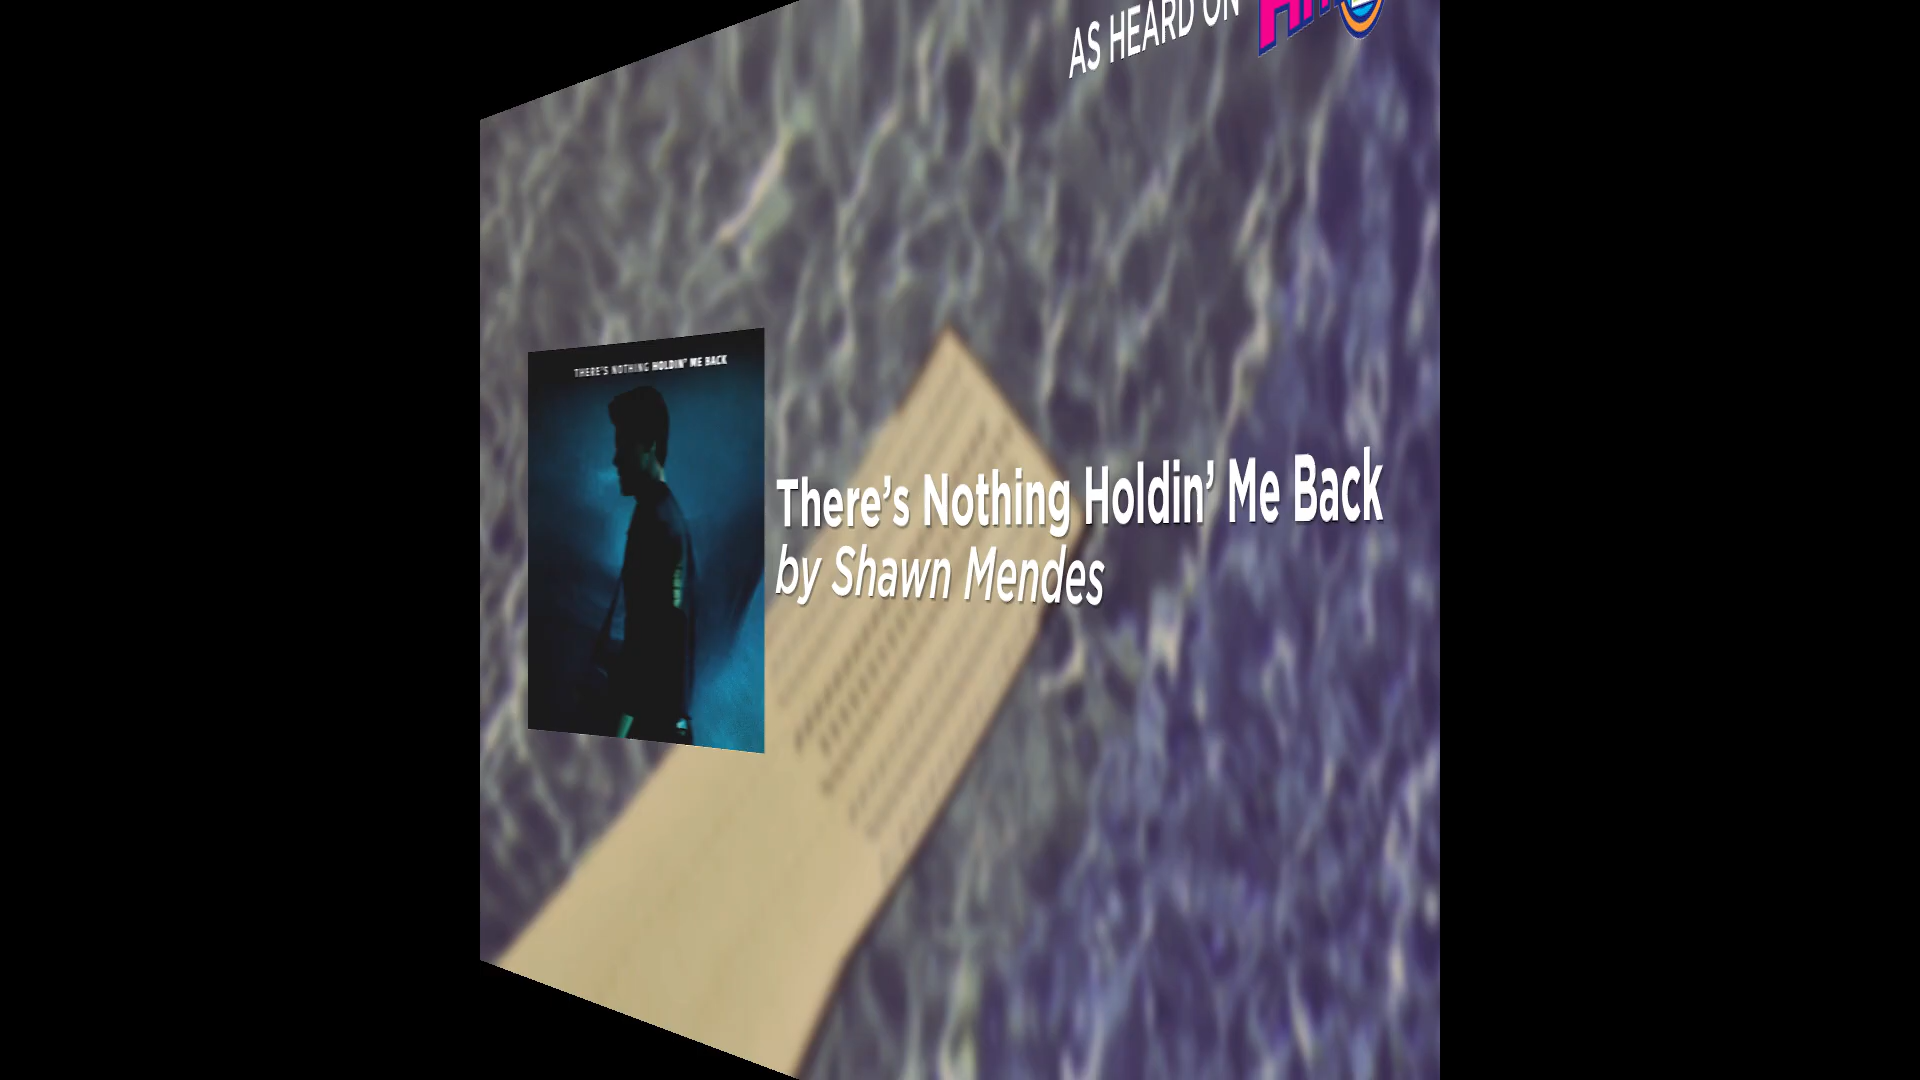 AS HEARD ON
THERE'S NOTHING HOLDIN' ME BACK
There's Nothing Holdin' Me Back
by Shawn Mendes